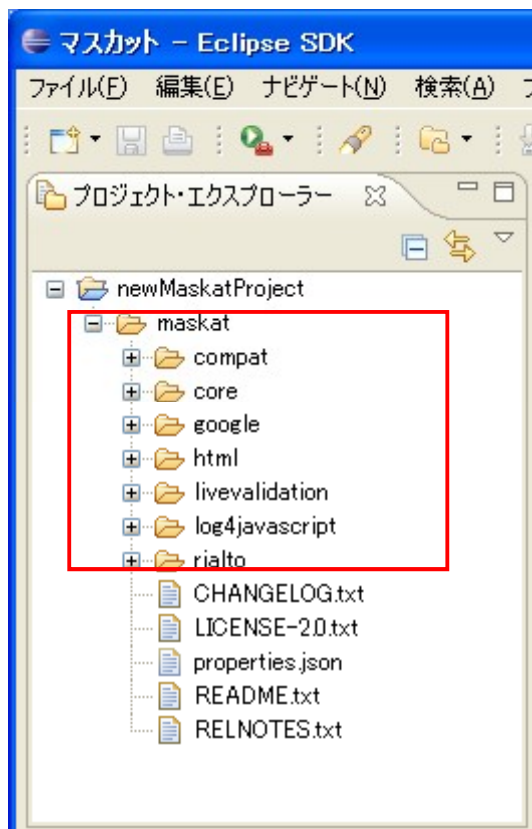 マスカット - Eclipse SDK
ファイル(F) 編集(E) ナビゲート(N) 検索(A)
プロジェクト・エクスプローラー
newMaskatProject
maskat
compat
core
google
html
livevalidation
log4javascript
rialto
CHANGELOG.txt
LICENSE-2.0.txt
properties.json
README.txt
RELNOTES.txt